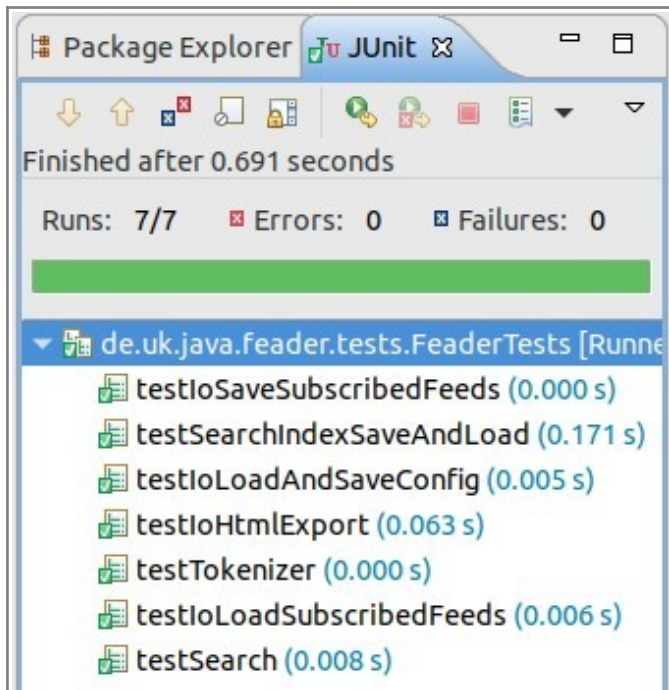 Package Explorer JUnit
Finished after 0.691 seconds
Runs: 7/7 Errors: 0 Failures: 0
de.uk.java.feader.tests.FeaderTests [Runne
testIoSaveSubscribedFeeds (0.000 s)
testSearchIndexSaveAndLoad (0.171 s)
testIoLoadAndSaveConfig (0.005 s)
testIoHtmlExport (0.063 s)
testTokenizer (0.000 s)
testIoLoadSubscribedFeeds (0.006 s)
testSearch (0.008 s)